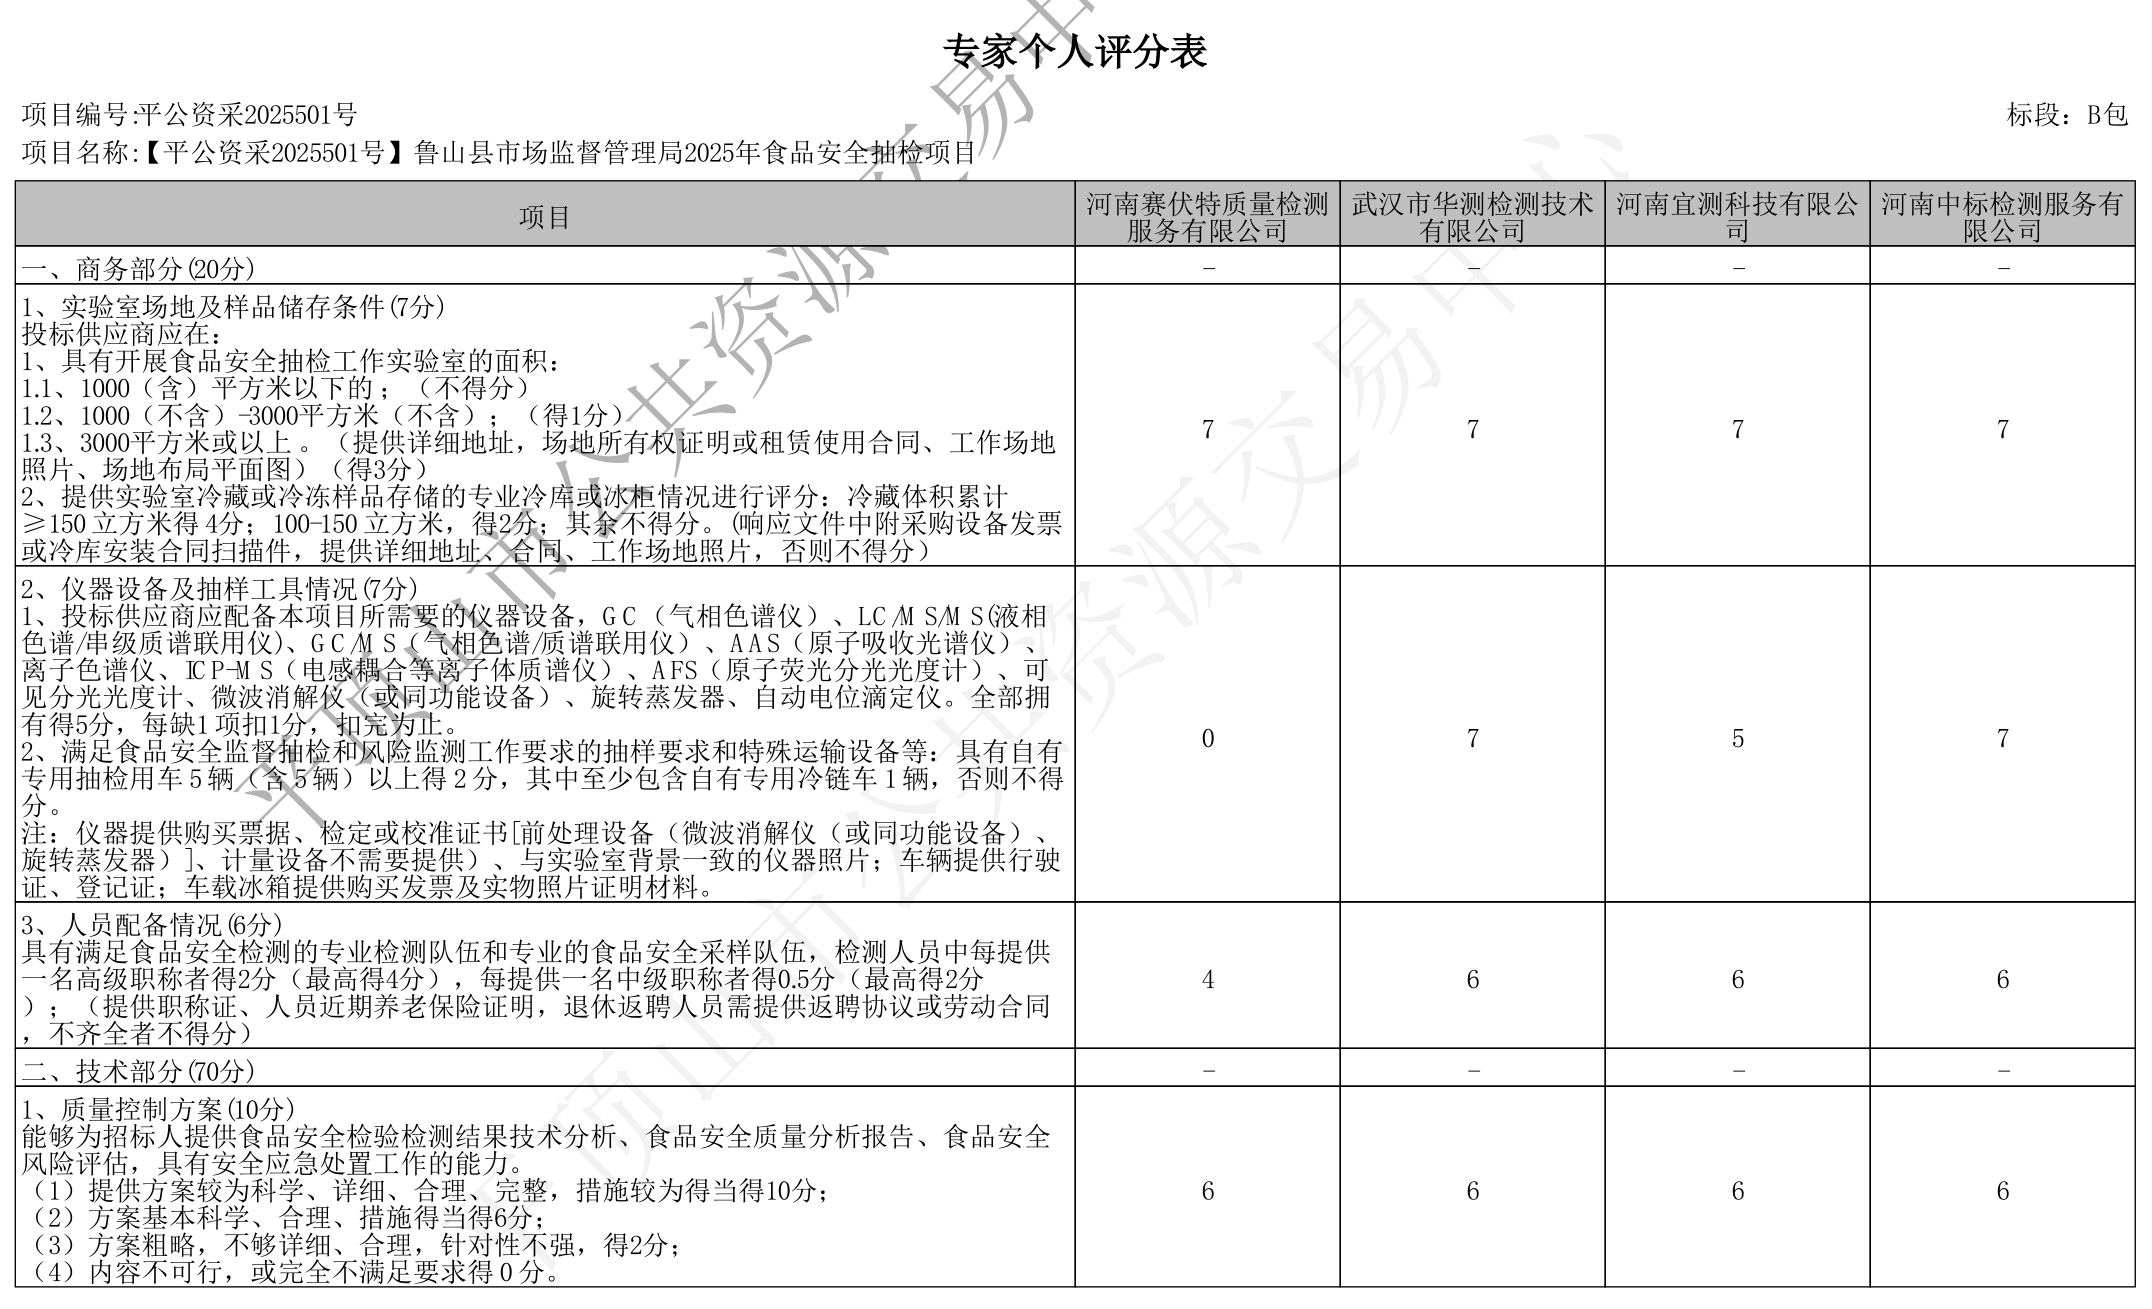 专家个人评分表
项目编号:平公资采2025501号
标段：B包
项目名称:【平公资采2025501号】鲁山县市场监督管理局2025年食品安全抽检项目
项目
河南赛伏特质量检测
服务有限公司
武汉市华测检测技术
有限公司
河南宜测科技有限公
司
河南中标检测服务有
限公司
一、商务部分(20分)
-
-
-
-
1、实验室场地及样品储存条件(7分)
投标供应商应在：
1、具有开展食品安全抽检工作实验室的面积：
1.1、1000（含）平方米以下的；（不得分）
1.2、1000（不含）-3000平方米（不含）；（得1分）
1.3、3000平方米或以上。（提供详细地址，场地所有权证明或租赁使用合同、工作场地
照片、场地布局平面图）（得3分）
2、提供实验室冷藏或冷冻样品存储的专业冷库或冰柜情况进行评分：冷藏体积累计
≥150 立方米得 4分；100-150 立方米，得2分；其余不得分。(响应文件中附采购设备发票
或冷库安装合同扫描件，提供详细地址、合同、工作场地照片，否则不得分）
7
7
7
7
2、仪器设备及抽样工具情况(7分)
1、投标供应商应配备本项目所需要的仪器设备，GC（气相色谱仪）、LC/MS/MS(液相
色谱/串级质谱联用仪)、GC/MS（气相色谱/质谱联用仪）、AAS（原子吸收光谱仪）、
离子色谱仪、ICP-MS（电感耦合等离子体质谱仪）、AFS（原子荧光分光光度计）、可
见分光光度计、微波消解仪（或同功能设备）、旋转蒸发器、自动电位滴定仪。全部拥
有得5分，每缺1 项扣1分，扣完为止。
2、满足食品安全监督抽检和风险监测工作要求的抽样要求和特殊运输设备等：具有自有
专用抽检用车 5 辆（含 5 辆）以上得 2 分，其中至少包含自有专用冷链车 1 辆，否则不得
分。
注：仪器提供购买票据、检定或校准证书[前处理设备（微波消解仪（或同功能设备）、
旋转蒸发器）]、计量设备不需要提供）、与实验室背景一致的仪器照片；车辆提供行驶
证、登记证；车载冰箱提供购买发票及实物照片证明材料。
0
7
5
7
3、人员配备情况(6分)
具有满足食品安全检测的专业检测队伍和专业的食品安全采样队伍，检测人员中每提供
一名高级职称者得2分（最高得4分），每提供一名中级职称者得0.5分（最高得2分
）；（提供职称证、人员近期养老保险证明，退休返聘人员需提供返聘协议或劳动合同
，不齐全者不得分）
4
6
6
6
二、技术部分(70分)
-
-
-
-
1、质量控制方案(10分)
能够为招标人提供食品安全检验检测结果技术分析、食品安全质量分析报告、食品安全
风险评估，具有安全应急处置工作的能力。
（1）提供方案较为科学、详细、合理、完整，措施较为得当得10分；
（2）方案基本科学、合理、措施得当得6分；
（3）方案粗略，不够详细、合理，针对性不强，得2分；
（4）内容不可行，或完全不满足要求得 0 分。
6
6
6
6
平顶山市公共资源交易中
平顶山市公共资源交易中心